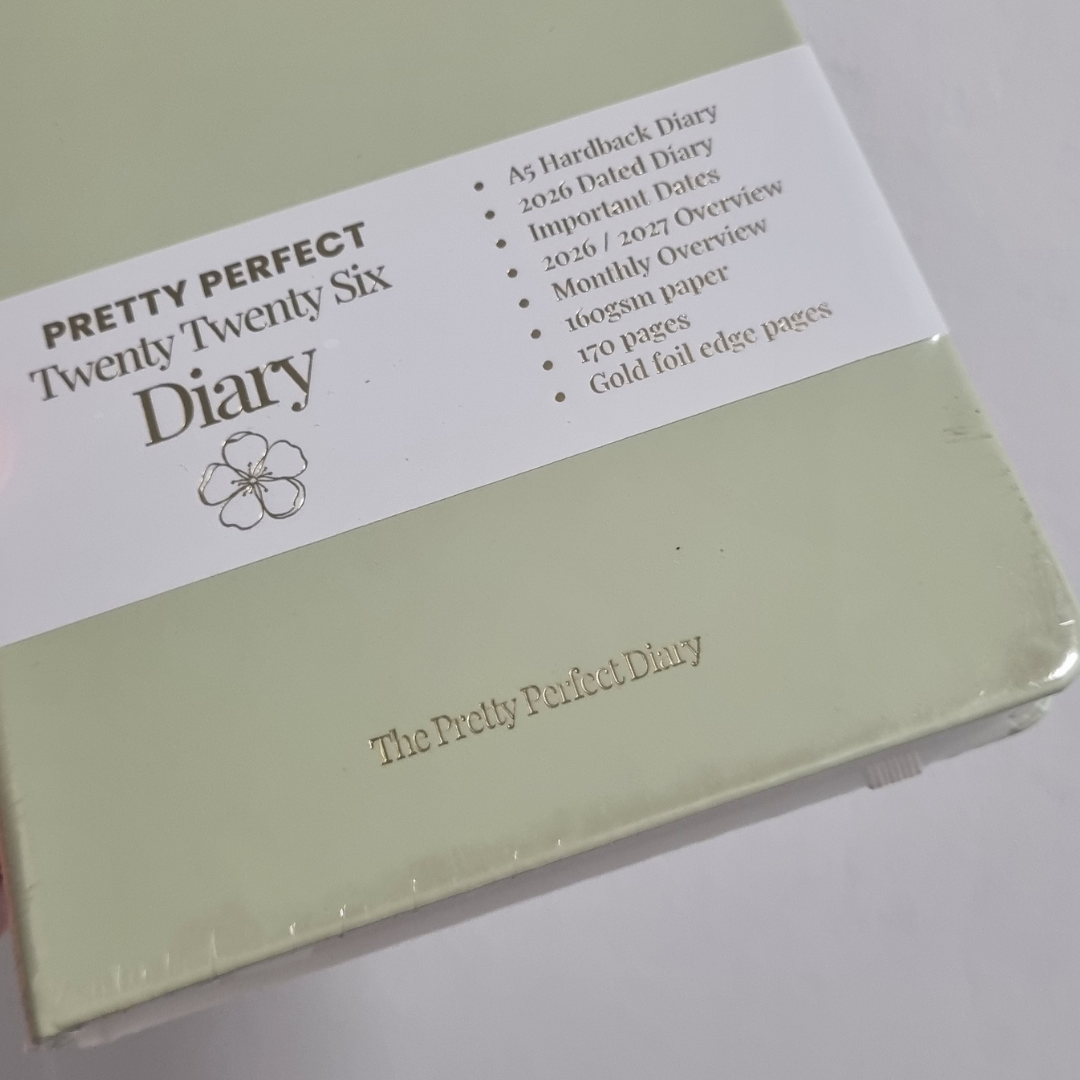 PRETTY PERFECT
Twenty Twenty Six
Diary
• A5 Hardback Diary
• 2026 Dated Diary
• Important Dates
• 2026 / 2027 Overview
• Monthly Overview
• 160gsm paper
• 170 pages
• Gold foil edge pages
The Pretty Perfect Diary